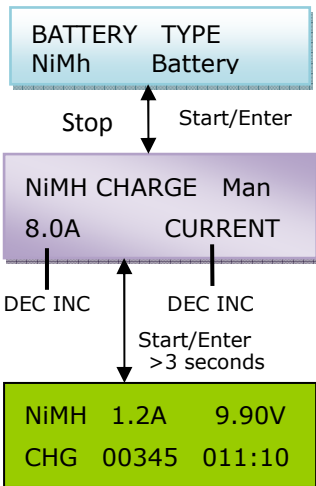 BATTERY TYPE
NiMh Battery
Stop Start/Enter
NiMH CHARGE Man
8.0A CURRENT
DEC INC DEC INC
Start/Enter
>3 seconds
NiMH 1.2A 9.90V
CHG 00345 011:10